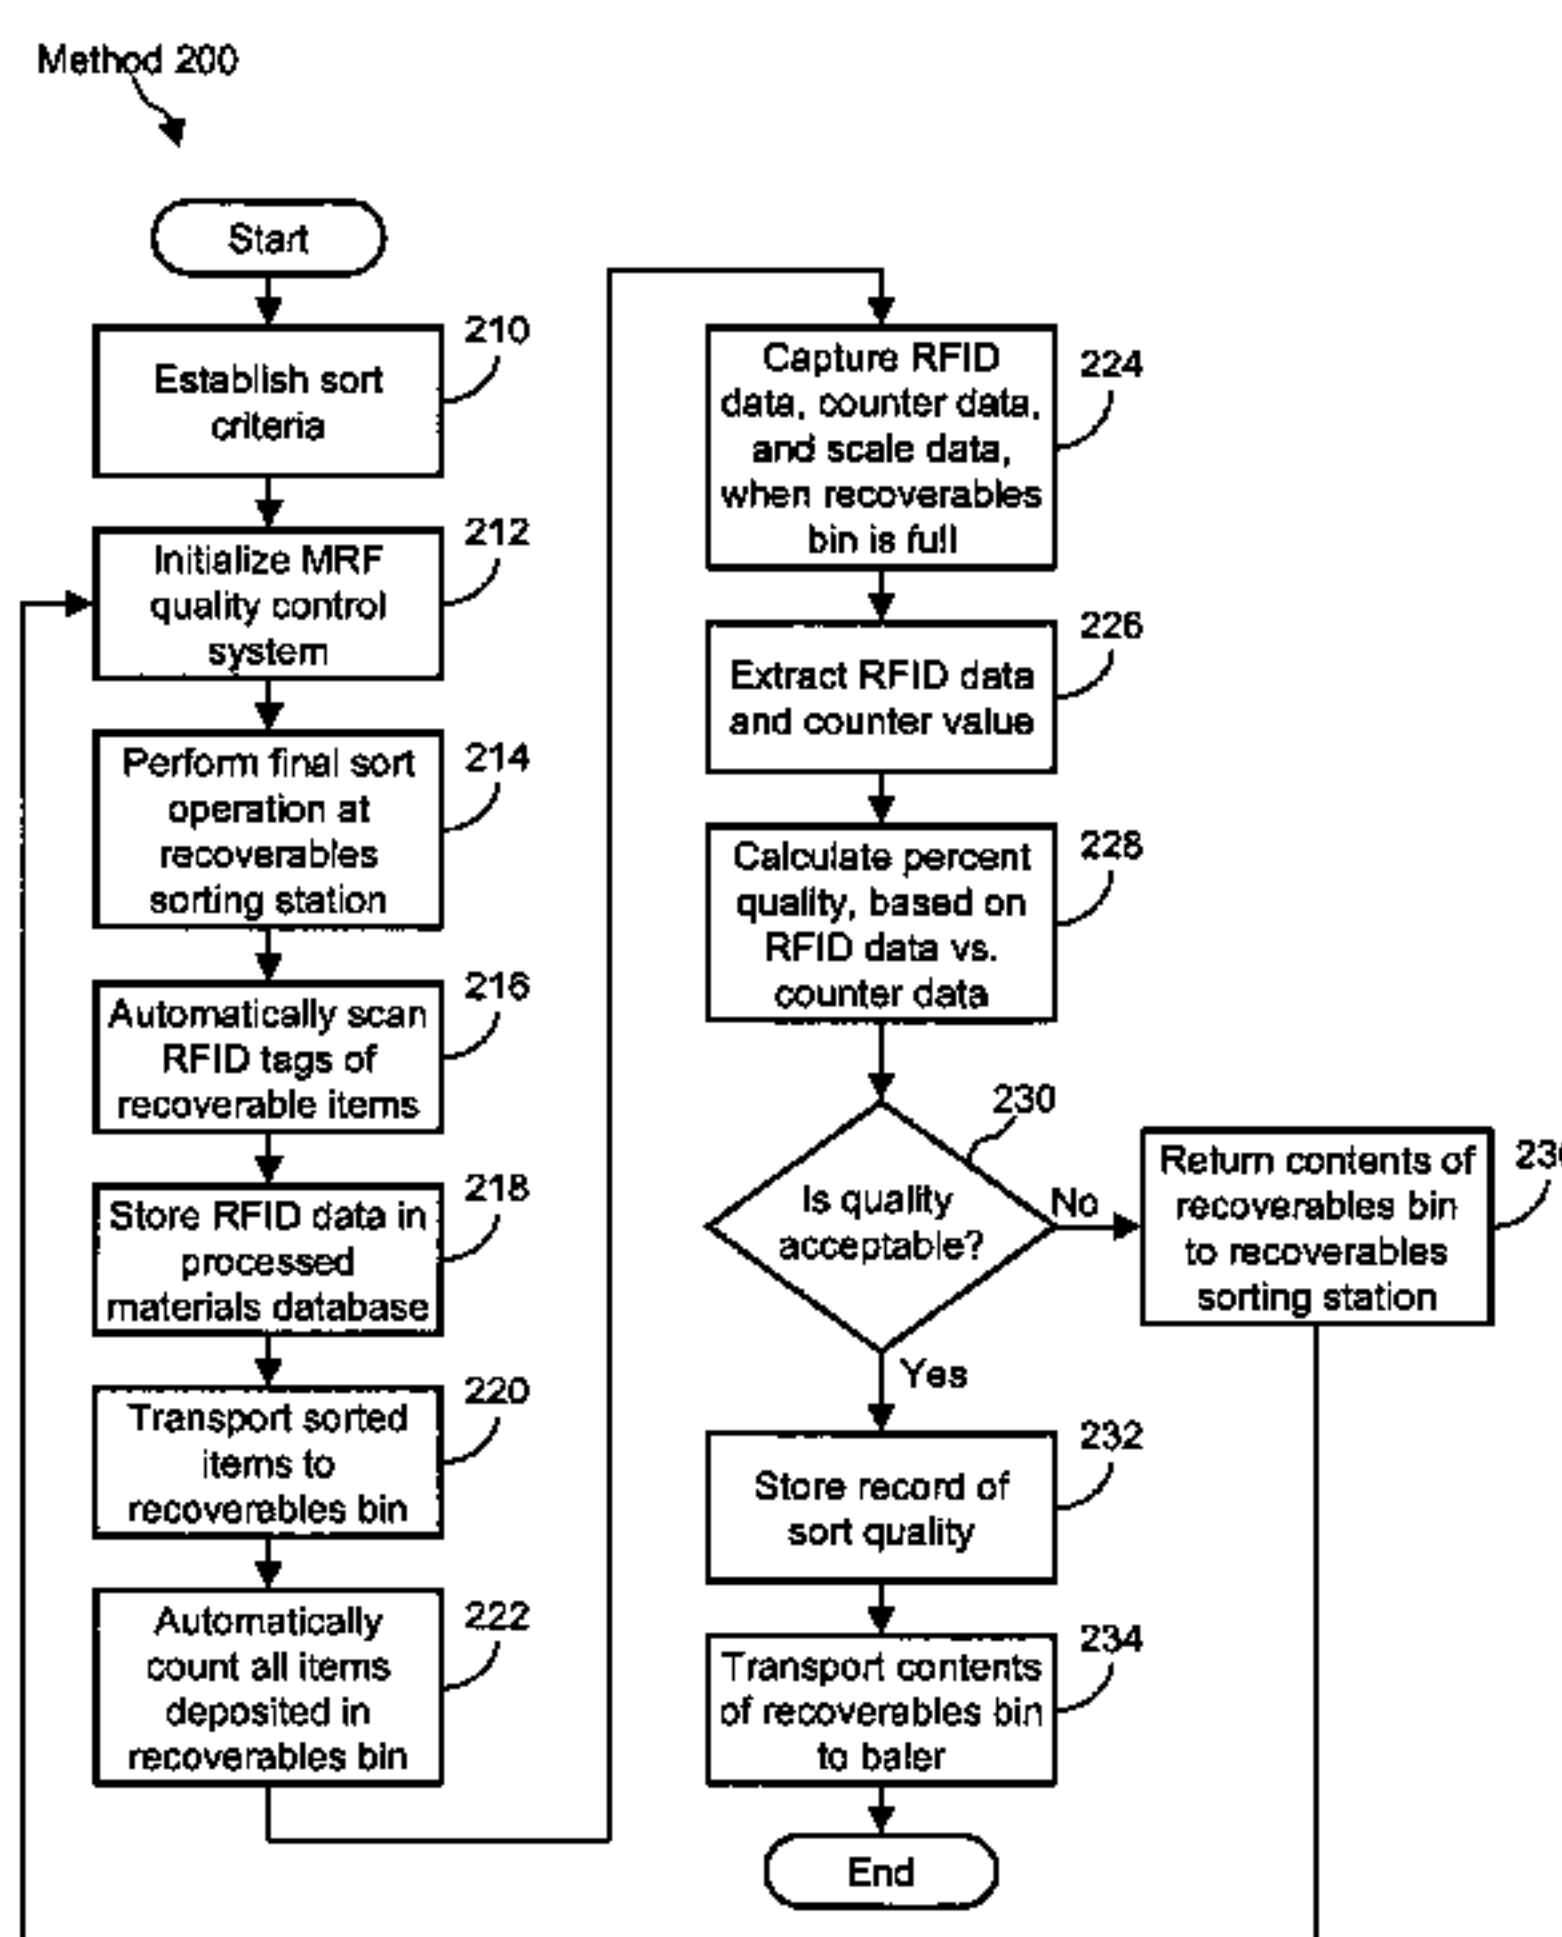 Method 200
Start
210
Establish sort
criteria
212
Initialize MRF
quality control
system
214
Perform final sort
operation at
recoverables
sorting station
216
Automatically scan
RFID tags of
recoverable items
218
Store RFID data in
processed
materials database
220
Transport sorted
items to
recoverables bin
222
Automatically
count all items
deposited in
recoverables bin
224
Capture RFID
data, counter data,
and scale data,
when recoverables
bin is full
226
Extract RFID data
and counter value
228
Calculate percent
quality, based on
RFID data vs.
counter data
230
Is quality
acceptable?
No
Return contents of
recoverables bin
to recoverables
sorting station
Yes
232
Store record of
sort quality
234
Transport contents
of recoverables bin
to baler
End